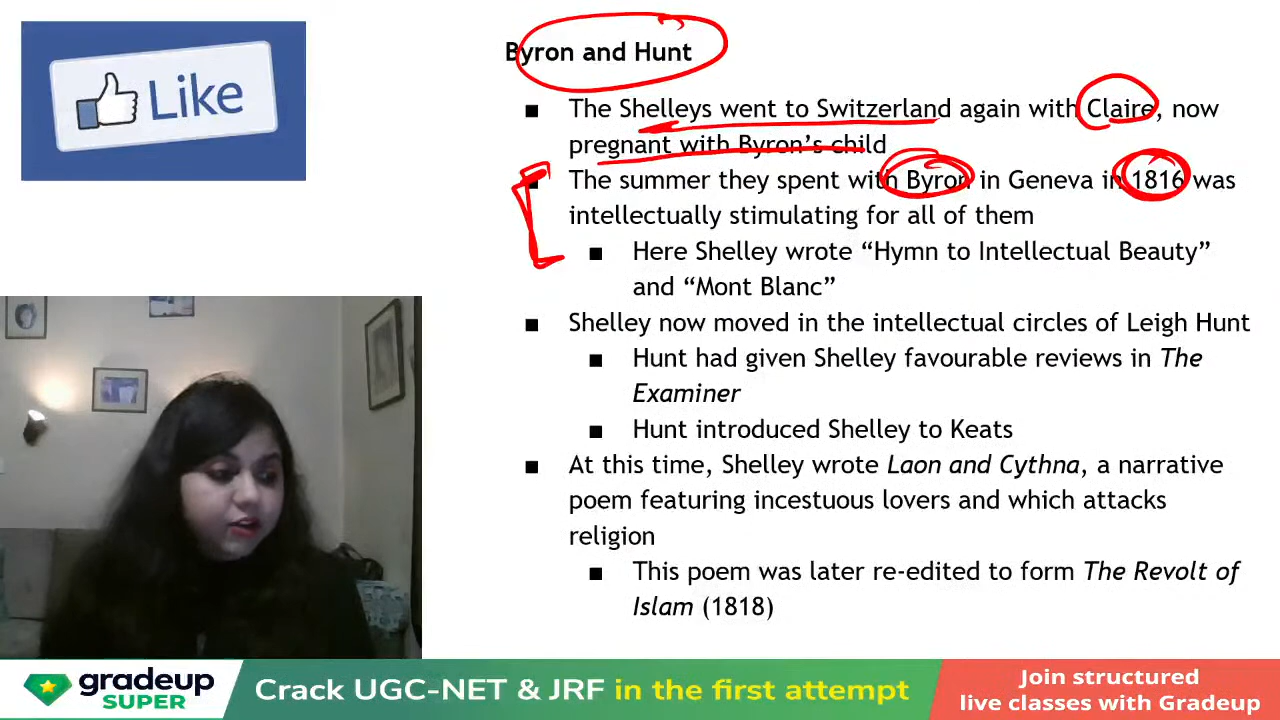 Like
Byron and Hunt
■ The Shelleys went to Switzerland again with Claire, now
pregnant with Byron’s child
■ The summer they spent with Byron in Geneva in 1816 was
intellectually stimulating for all of them
■ Here Shelley wrote “Hymn to Intellectual Beauty”
and “Mont Blanc”
■ Shelley now moved in the intellectual circles of Leigh Hunt
■ Hunt had given Shelley favourable reviews in The
Examiner
■ Hunt introduced Shelley to Keats
■ At this time, Shelley wrote Laon and Cythna, a narrative
poem featuring incestuous lovers and which attacks
religion
■ This poem was later re-edited to form The Revolt of
Islam (1818)
gradeup
SUPER
Crack UGC-NET & JRF in the first attempt
Join structured
live classes with Gradeup